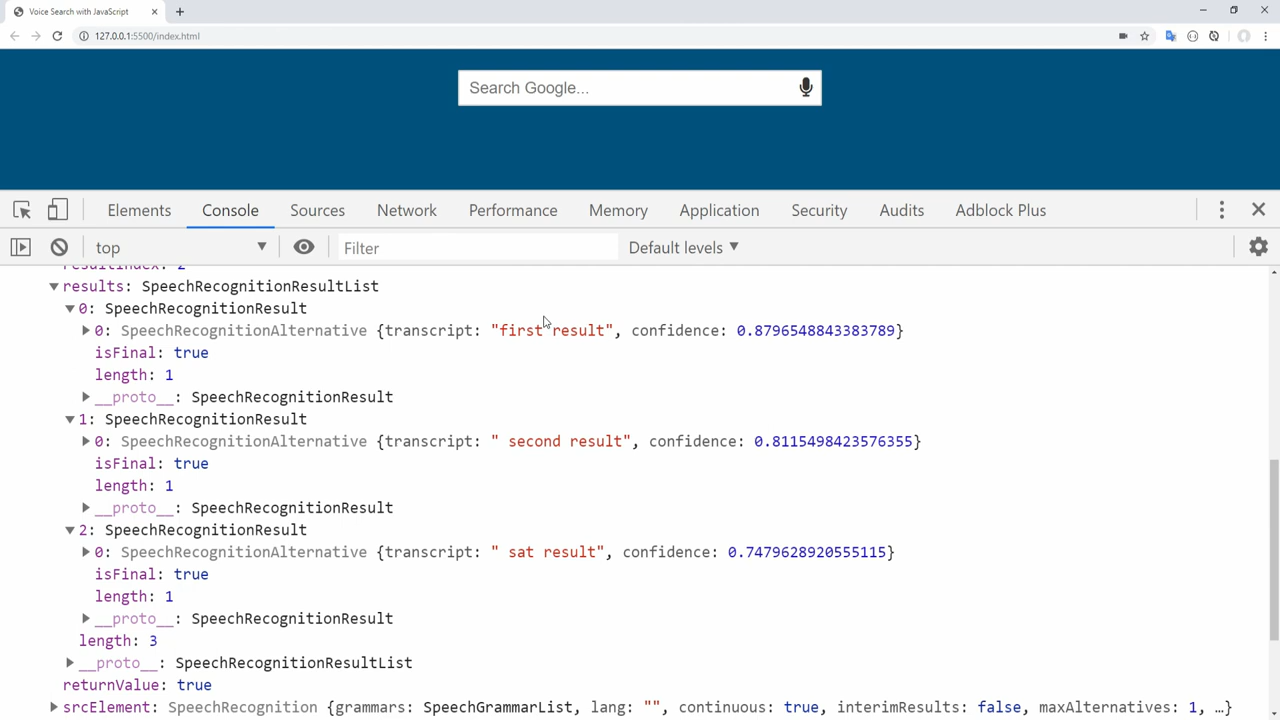 Voice Search with JavaScript
127.0.0.1:5500/index.html
Search Google...
Elements Console Sources Network Performance Memory Application Security Audits Adblock Plus
top Filter Default levels
resultIndex: 2
results: SpeechRecognitionResultList
0: SpeechRecognitionResult
0: SpeechRecognitionAlternative {transcript: "first result", confidence: 0.8796548843383789}
isFinal: true
length: 1
__proto__: SpeechRecognitionResult
1: SpeechRecognitionResult
0: SpeechRecognitionAlternative {transcript: " second result", confidence: 0.8115498423576355}
isFinal: true
length: 1
__proto__: SpeechRecognitionResult
2: SpeechRecognitionResult
0: SpeechRecognitionAlternative {transcript: " sat result", confidence: 0.7479628920555115}
isFinal: true
length: 1
__proto__: SpeechRecognitionResult
length: 3
__proto__: SpeechRecognitionResultList
returnValue: true
srcElement: SpeechRecognition {grammars: SpeechGrammarList, lang: "", continuous: true, interimResults: false, maxAlternatives: 1, …}